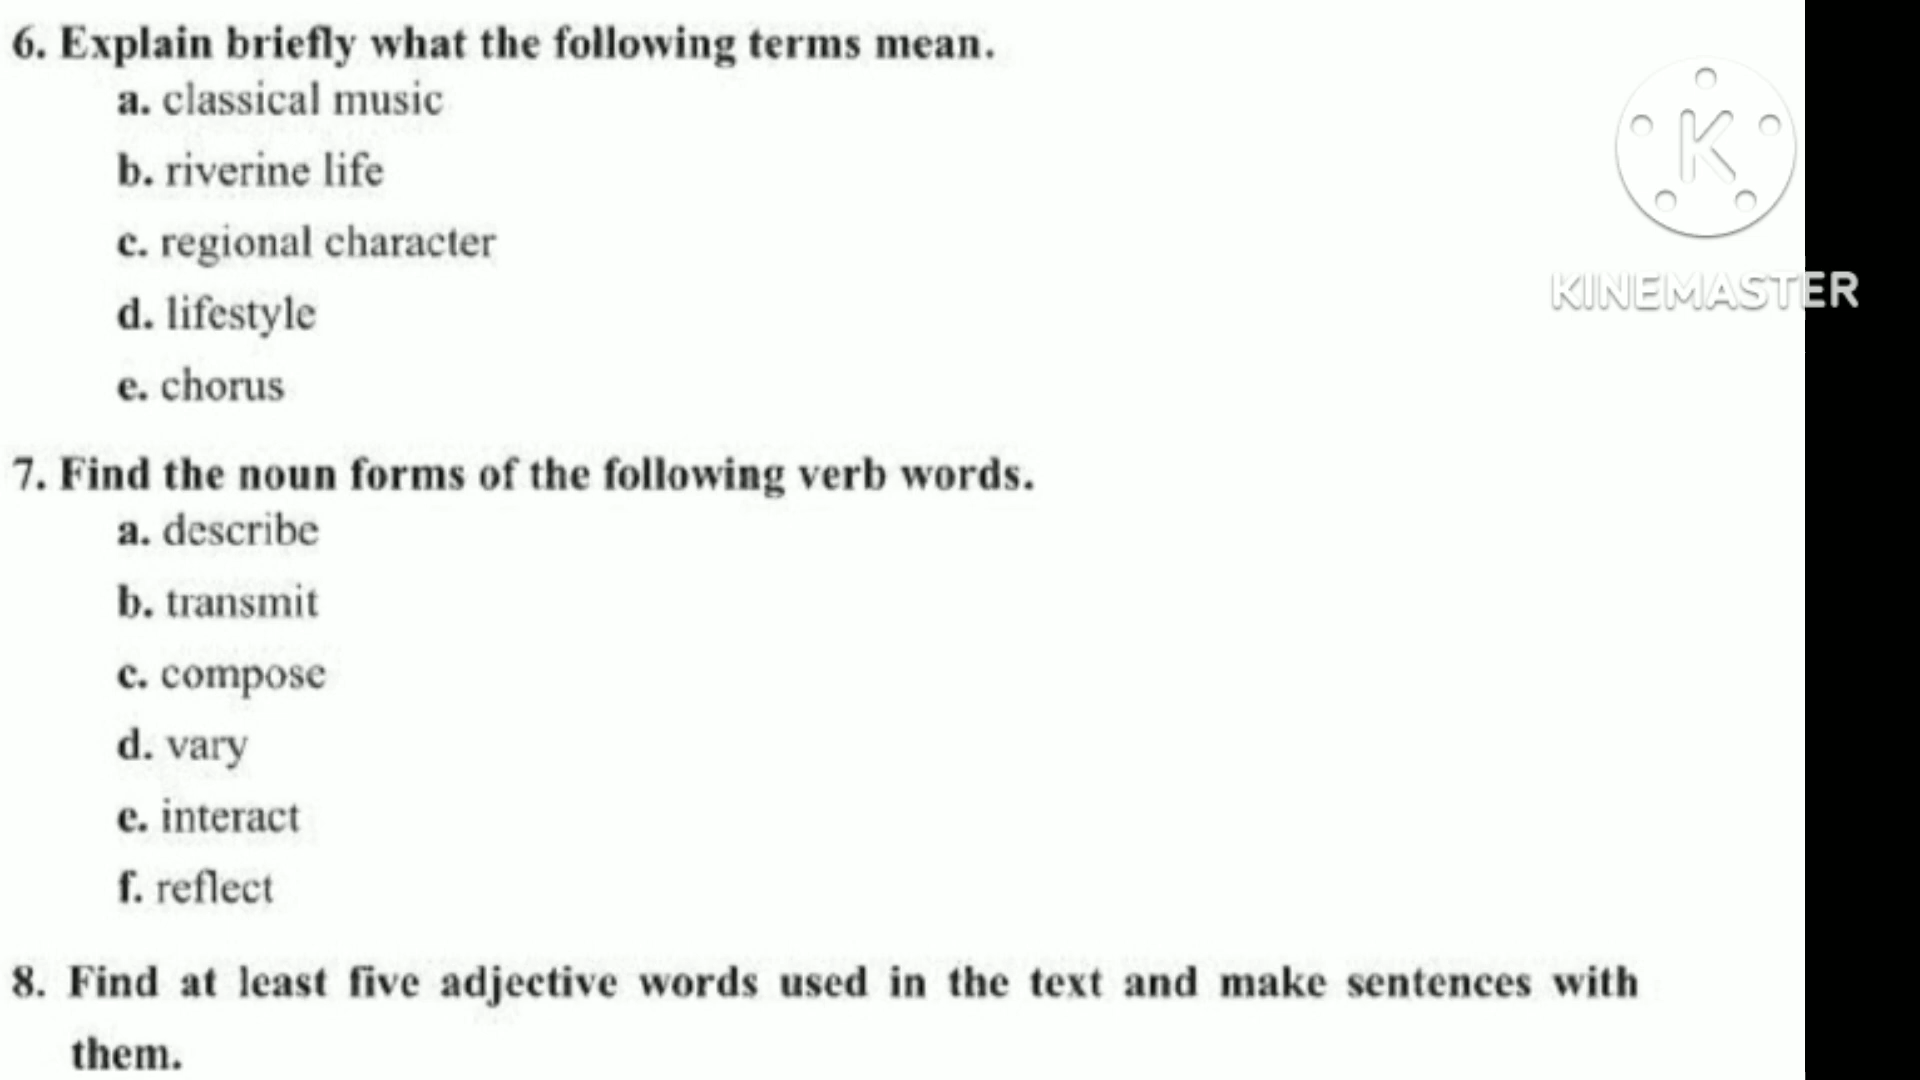 6. Explain briefly what the following terms mean.
a. classical music
b. riverine life
c. regional character
d. lifestyle
e. chorus
7. Find the noun forms of the following verb words.
a. describe
b. transmit
c. compose
d. vary
e. interact
f. reflect
8. Find at least five adjective words used in the text and make sentences with
them.
K
KINEMASTER